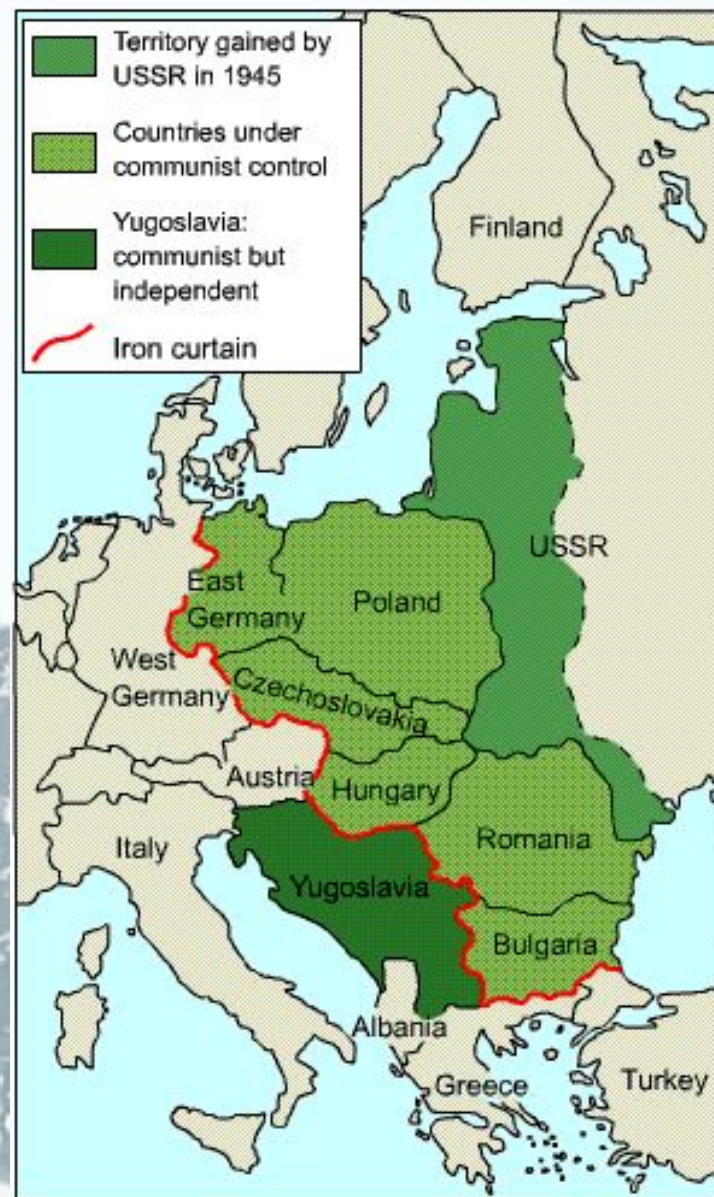 Territory gained by
USSR in 1945
Countries under
communist control
Yugoslavia:
communist but
independent
Iron curtain
Finland
USSR
East
Germany
Poland
West
Germany
Czechoslovakia
Austria
Hungary
Italy
Romania
Yugoslavia
Bulgaria
Albania
Greece
Turkey